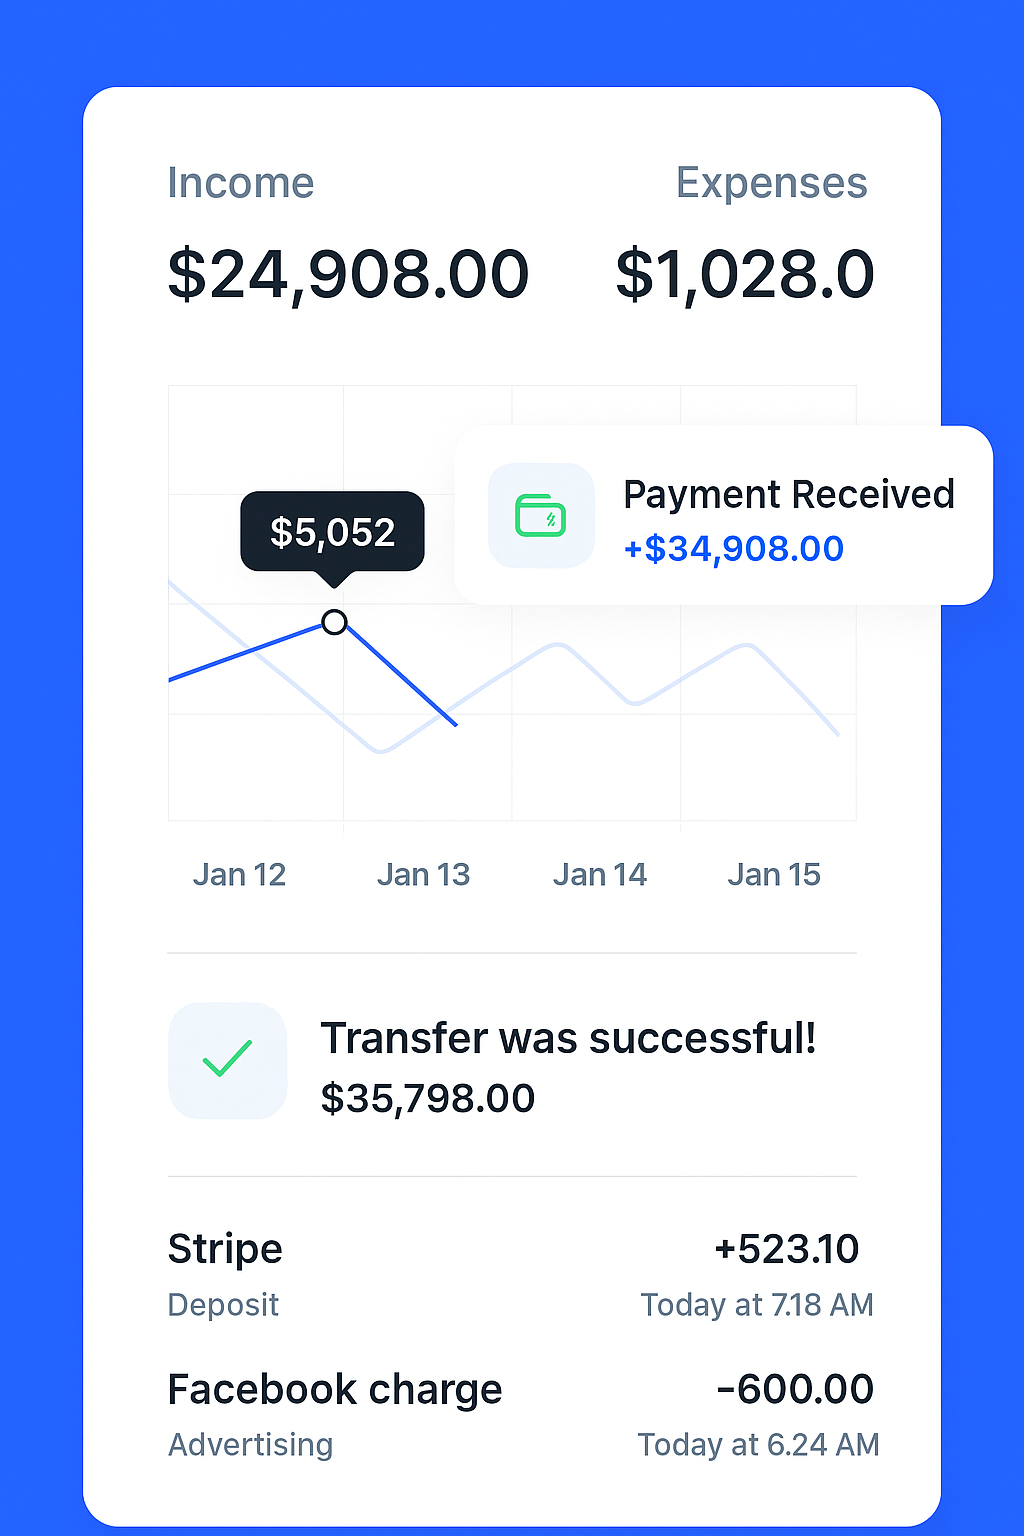 Income
Expenses
$24,908.00
$1,028.0
Payment Received
+$34,908.00
$5,052
Jan 12
Jan 13
Jan 14
Jan 15
Transfer was successful!
$35,798.00
Stripe
+523.10
Deposit
Today at 7.18 AM
Facebook charge
-600.00
Advertising
Today at 6.24 AM